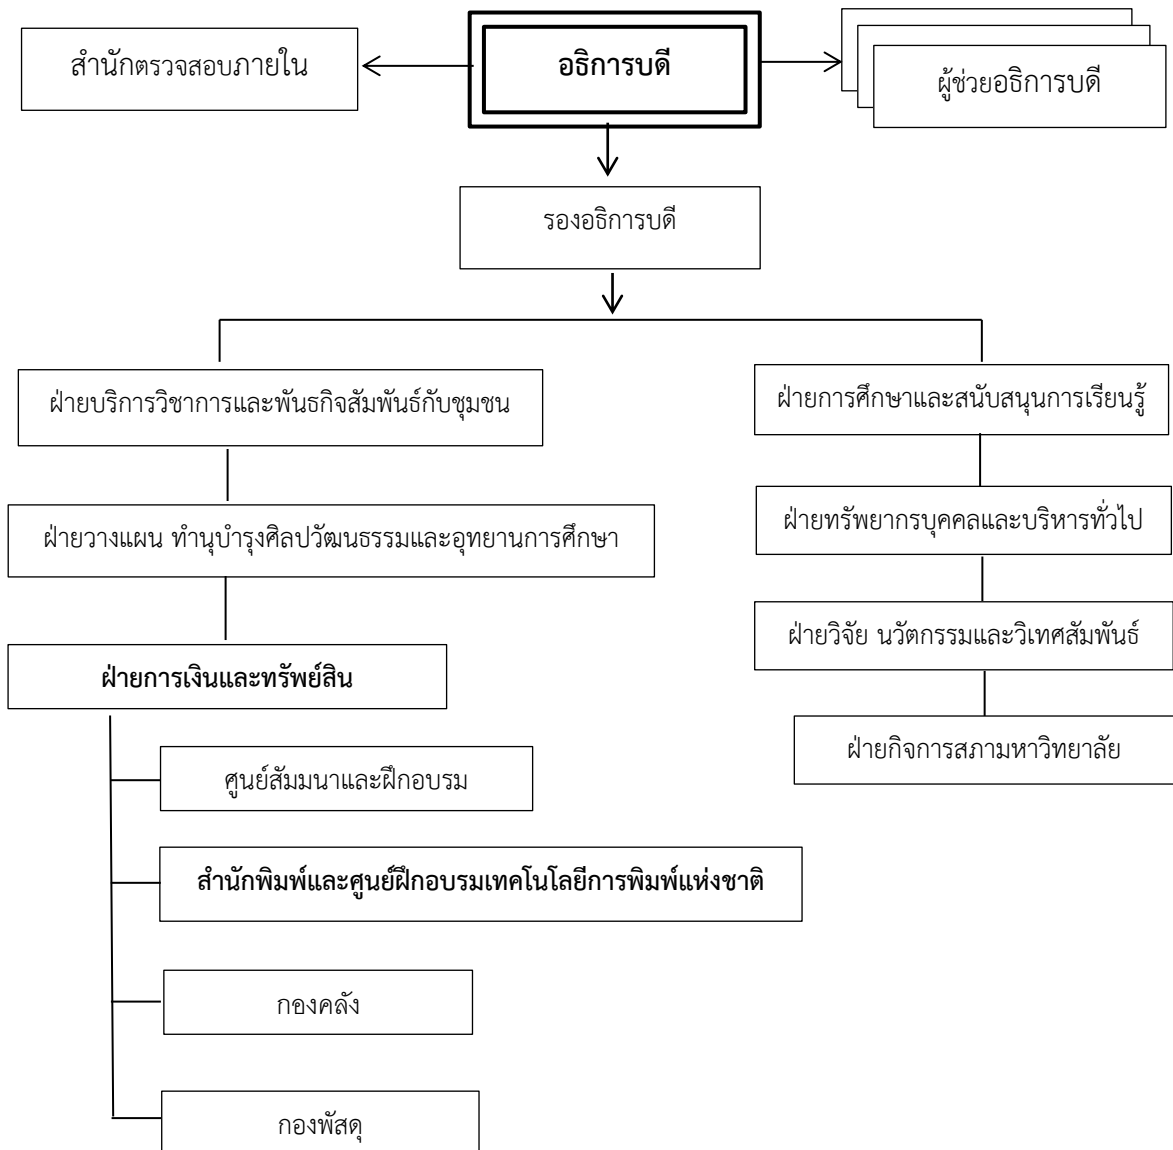 สำนักตรวจสอบภายใน
อธิการบดี
ผู้ช่วยอธิการบดี
รองอธิการบดี
ฝ่ายบริการวิชาการและพันธกิจสัมพันธ์กับชุมชน
ฝ่ายการศึกษาและสนับสนุนการเรียนรู้
ฝ่ายวางแผน ทำนุบำรุงศิลปวัฒนธรรมและอุทยานการศึกษา
ฝ่ายทรัพยากรบุคคลและบริหารทั่วไป
ฝ่ายการเงินและทรัพย์สิน
ฝ่ายวิจัย นวัตกรรมและวิเทศสัมพันธ์
ฝ่ายกิจการสภามหาวิทยาลัย
ศูนย์สัมมนาและฝึกอบรม
สำนักพิมพ์และศูนย์ฝึกอบรมเทคโนโลยีการพิมพ์แห่งชาติ
กองคลัง
กองพัสดุ